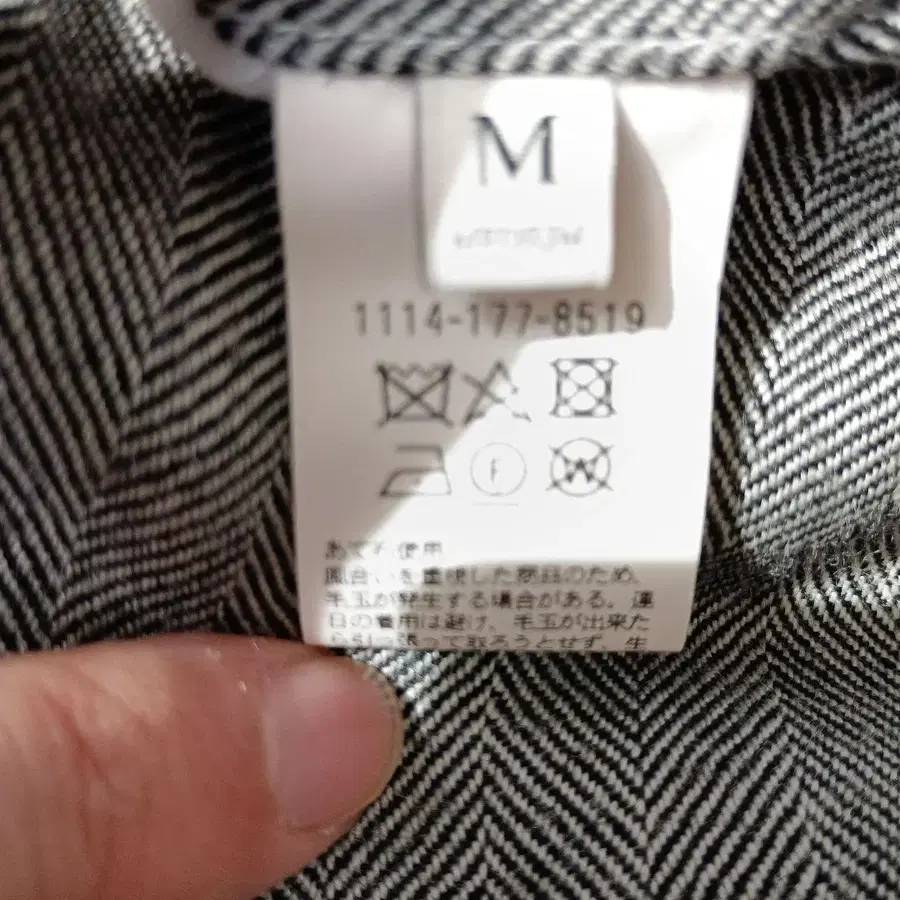 M
MEDIUM
1114-177-8519
F
W
あて布使用
風合いを重視した商品のため、
毛玉が発生する場合がある。連
日の着用は避け、毛玉が出来た
ら引っ張って取ろうとせず、生